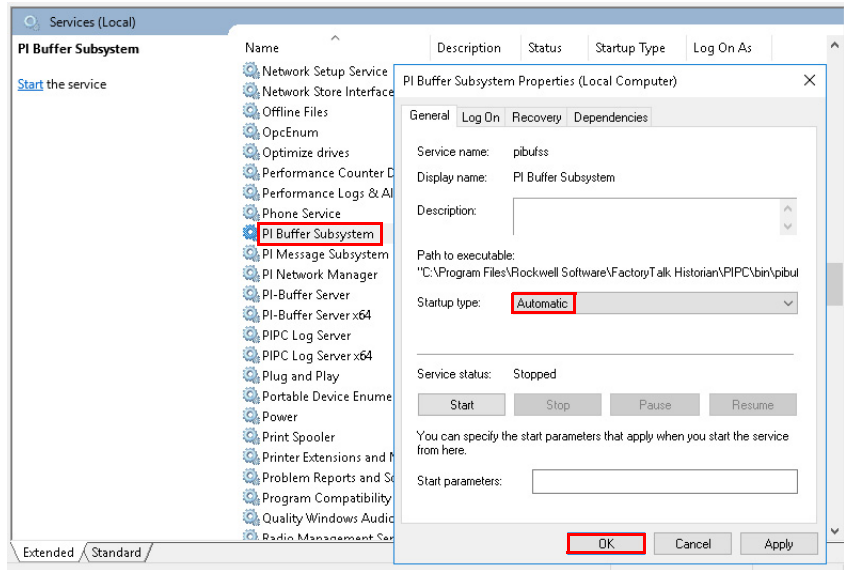 Services (Local)
PI Buffer Subsystem
Start the service
Name Description Status Startup Type Log On As
Network Setup Service
Network Store Interface
Offline Files
OpcEnum
Optimize drives
Performance Counter D
Performance Logs & Al
Phone Service
PI Buffer Subsystem
PI Message Subsystem
PI Network Manager
PI-Buffer Server
PI-Buffer Server x64
PIPC Log Server
PIPC Log Server x64
Plug and Play
Portable Device Enume
Power
Print Spooler
Printer Extensions and N
Problem Reports and So
Program Compatibility
Quality Windows Audic
Radio Management Ser
Extended Standard
PI Buffer Subsystem Properties (Local Computer)
General Log On Recovery Dependencies
Service name: pibufss
Display name: PI Buffer Subsystem
Description:
Path to executable:
"C:\Program Files\Rockwell Software\FactoryTalk Historian\PIPC\bin\pibuf
Startup type: Automatic
Service status: Stopped
Start Stop Pause Resume
You can specify the start parameters that apply when you start the service
from here.
Start parameters:
OK Cancel Apply